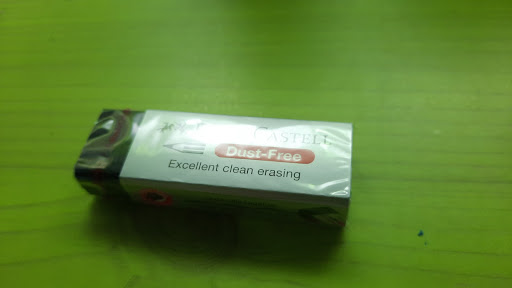 CASTELL
Dust-Free
Excellent clean erasing